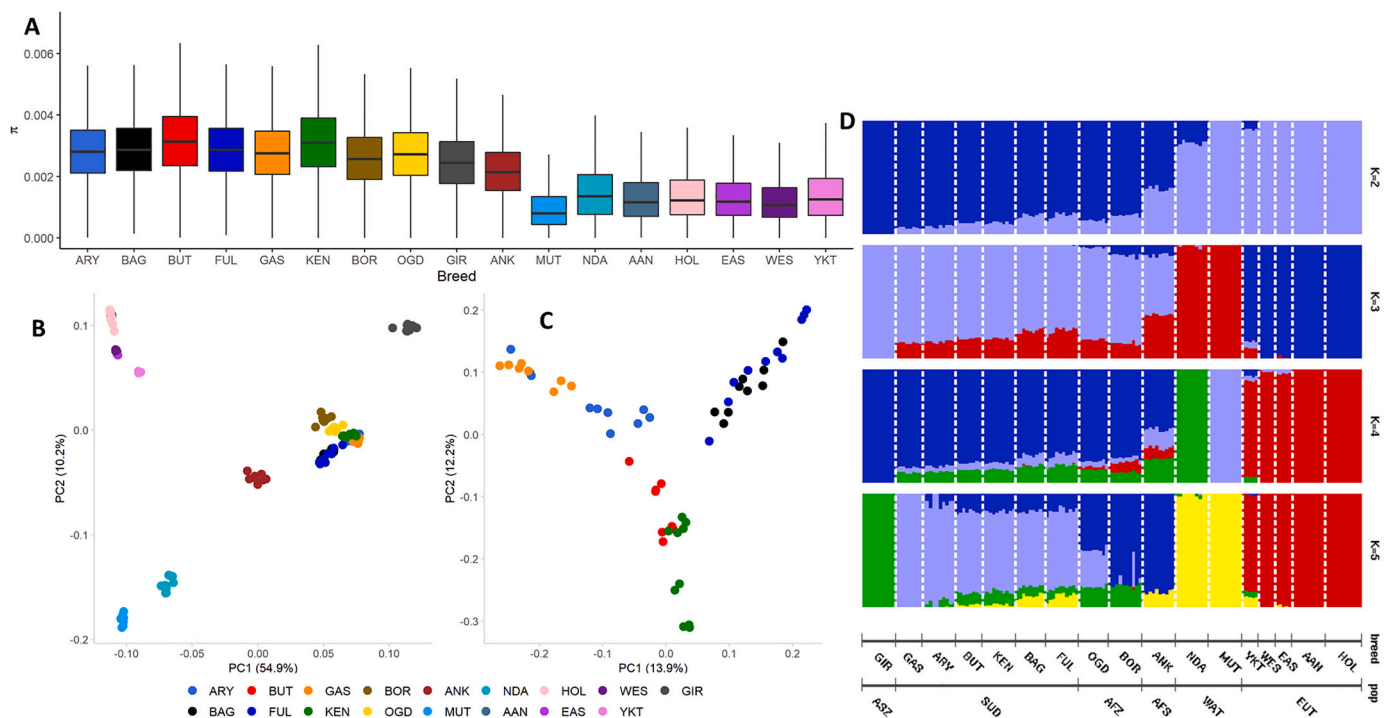 A
0.006
0.004
π
0.002
0.000
ARY BAG BUT FUL GAS KEN BOR OGD GIR ANK MUT NDA AAN HOL EAS WES YKT
Breed
B
0.1
0.0
PC2 (10.2%)
-0.1
-0.2
-0.10 -0.05 0.00 0.05 0.10
PC1 (54.9%)
C
0.2
0.1
0.0
PC2 (12.2%)
-0.1
-0.2
-0.3
-0.2 -0.1 0.0 0.1 0.2
PC1 (13.9%)
ARY BUT GAS BOR ANK NDA HOL WES GIR
BAG FUL KEN OGD MUT AAN EAS YKT
D
K=2
K=3
K=4
K=5
breed
GIR GAS ARY BUT KEN BAG FUL OGD BOR ANK NDA MUT YKT WES EAS AAN HOL
pop
ASZ SUD AFZ AFS WAT EUT